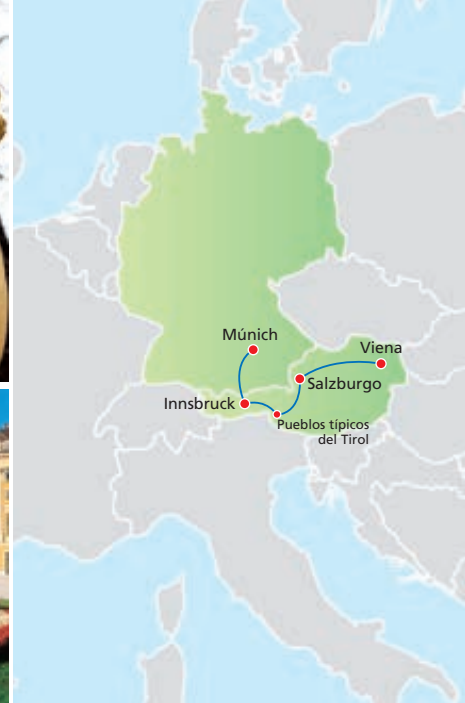 Múnich
Viena
Salzburgo
Innsbruck
Pueblos típicos
del Tirol